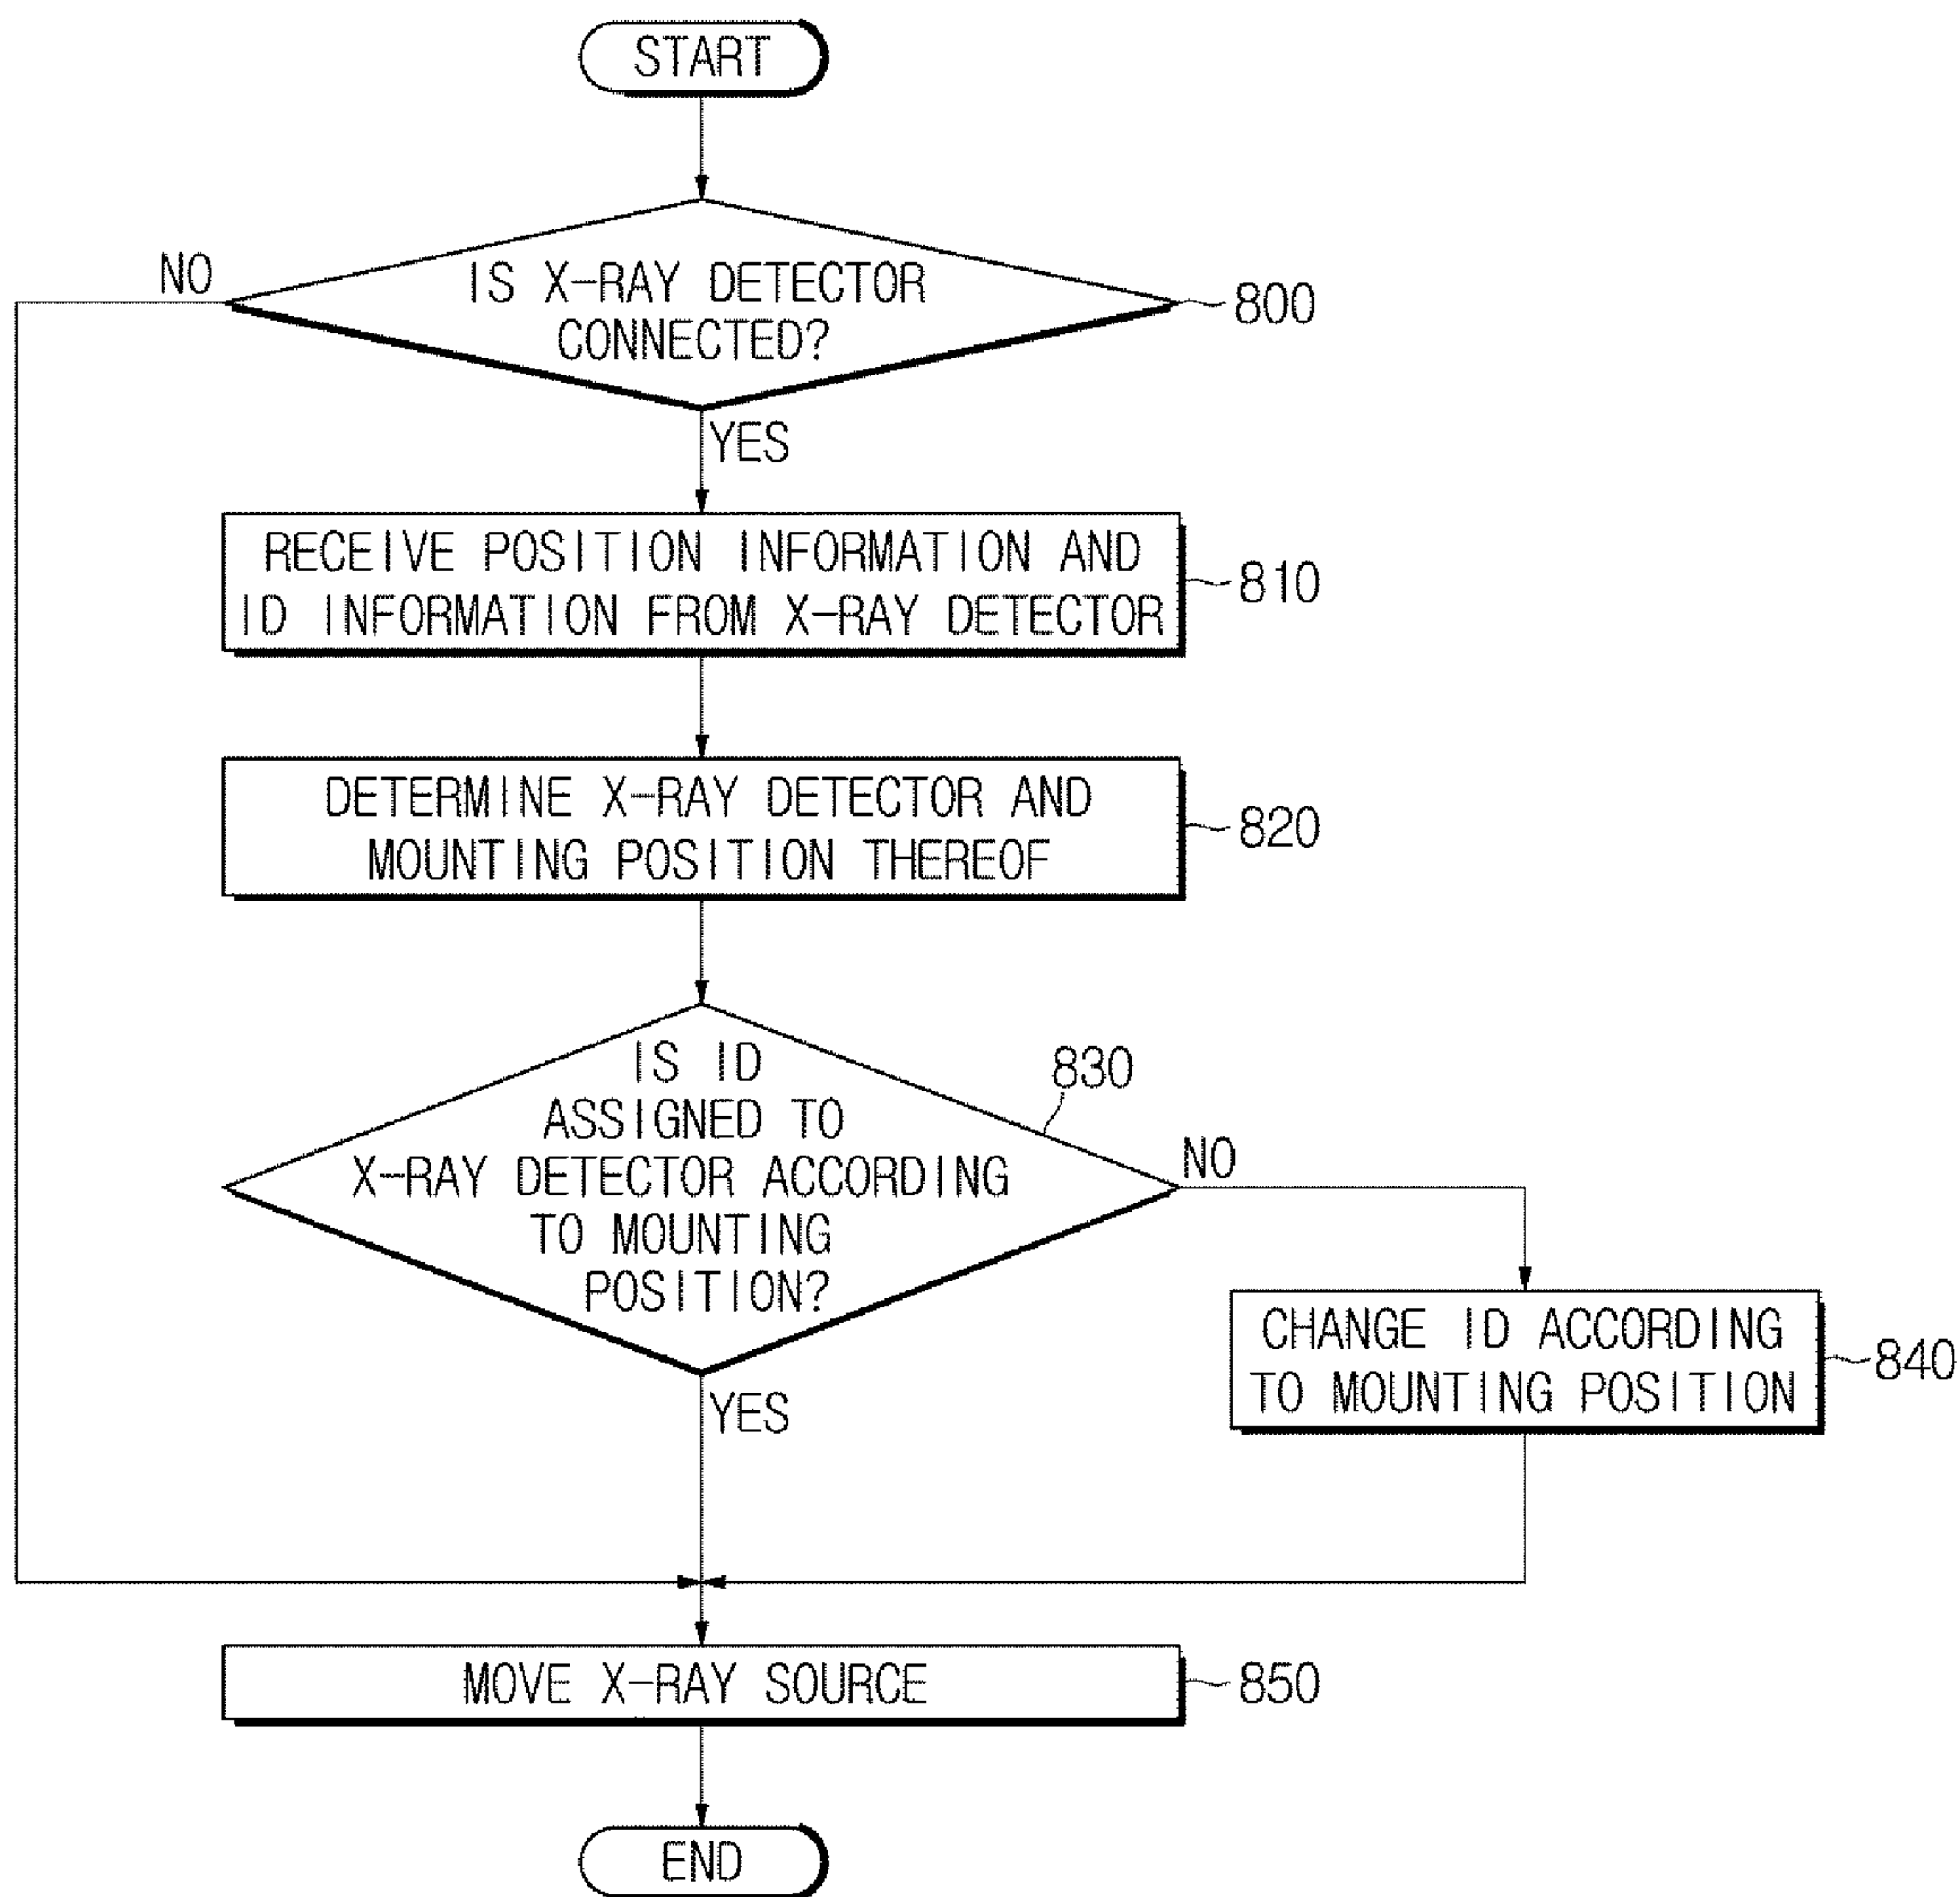 START
NO
IS X-RAY DETECTOR
CONNECTED?
800
YES
RECEIVE POSITION INFORMATION AND
ID INFORMATION FROM X-RAY DETECTOR
810
DETERMINE X-RAY DETECTOR AND
MOUNTING POSITION THEREOF
820
IS ID
ASSIGNED TO
X-RAY DETECTOR ACCORDING
TO MOUNTING
POSITION?
830
NO
YES
CHANGE ID ACCORDING
TO MOUNTING POSITION
840
MOVE X-RAY SOURCE
850
END